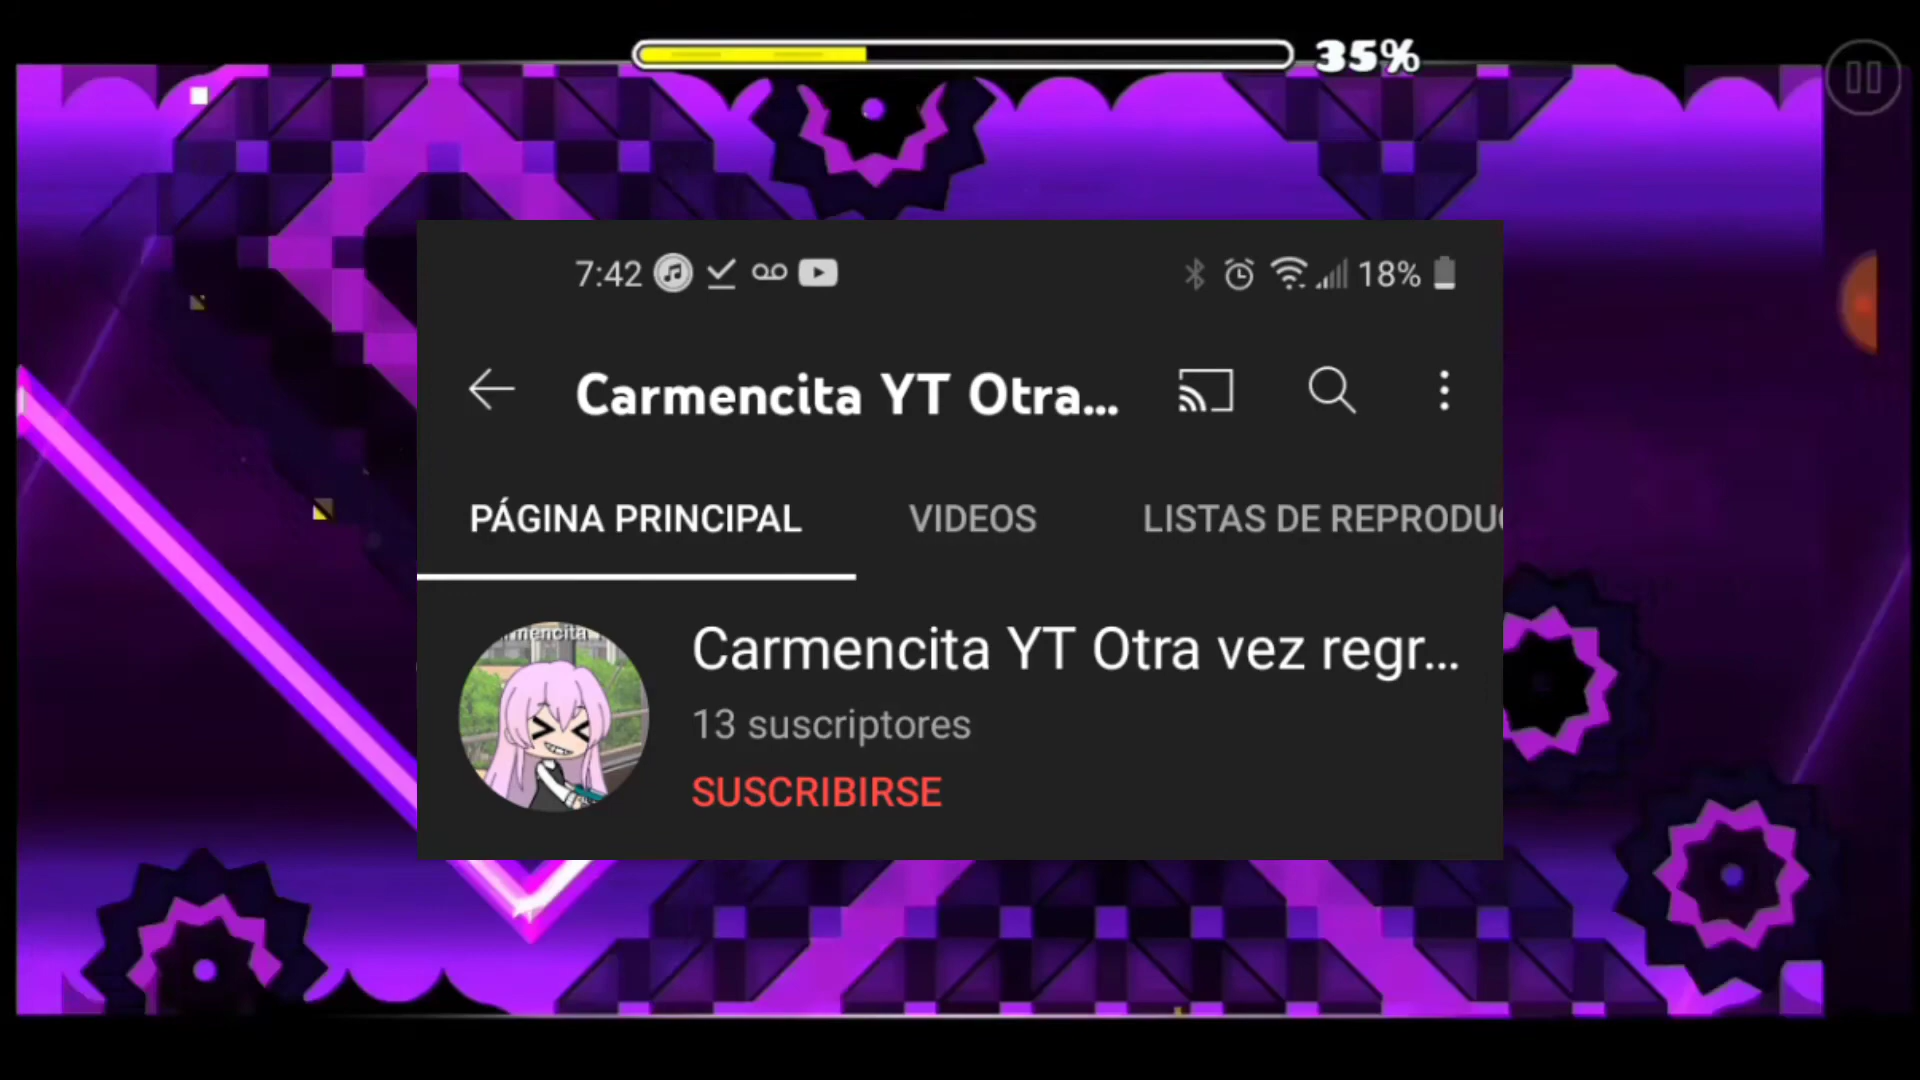 35%
7:42 18%
Carmencita YT Otra...
PÁGINA PRINCIPAL VIDEOS LISTAS DE REPRODUC
Carmencita YT Otra vez regr...
13 suscriptores
SUSCRIBIRSE